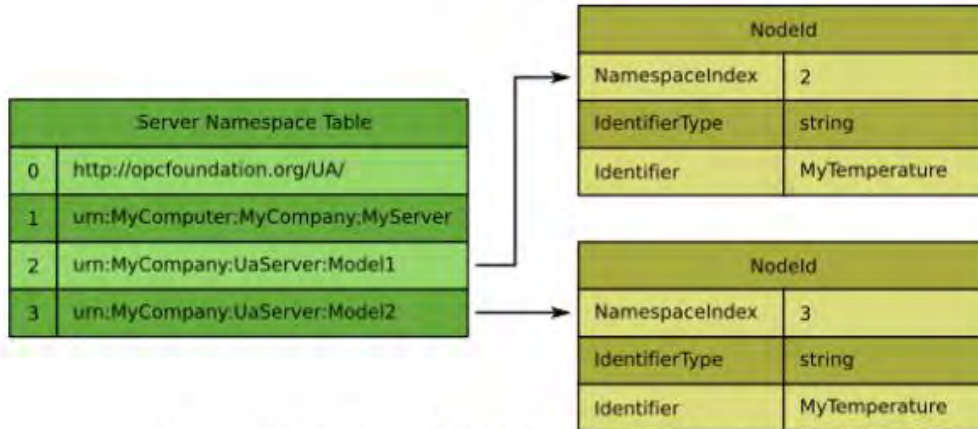 Server Namespace Table
0 http://opcfoundation.org/UA/
1 urn:MyComputer:MyCompany:MyServer
2 urn:MyCompany:UaServer:Model1
3 urn:MyCompany:UaServer:Model2
NodeId
NamespaceIndex 2
IdentifierType string
Identifier MyTemperature
NodeId
NamespaceIndex 3
IdentifierType string
Identifier MyTemperature